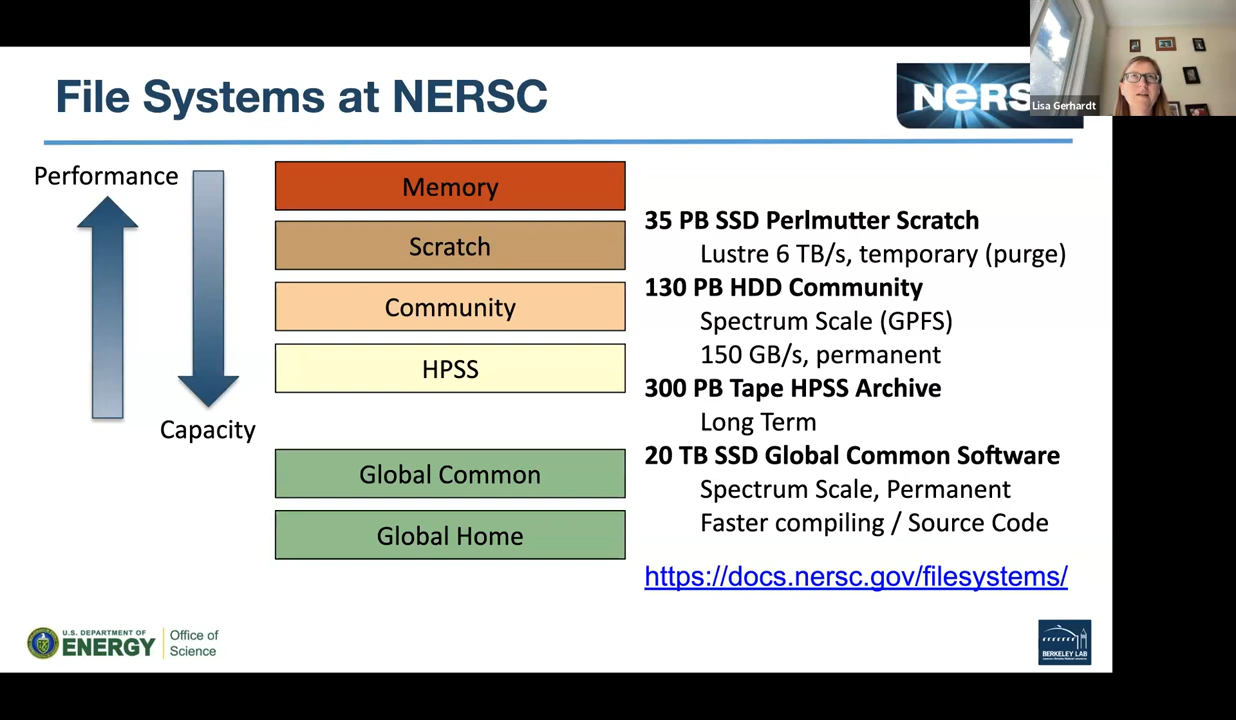 File Systems at NERSC
NERS
Lisa Gerhardt
Performance
Capacity
Memory
Scratch
Community
HPSS
Global Common
Global Home
35 PB SSD Perlmutter Scratch
Lustre 6 TB/s, temporary (purge)
130 PB HDD Community
Spectrum Scale (GPFS)
150 GB/s, permanent
300 PB Tape HPSS Archive
Long Term
20 TB SSD Global Common Software
Spectrum Scale, Permanent
Faster compiling / Source Code
https://docs.nersc.gov/filesystems/
U.S. DEPARTMENT OF
ENERGY
Office of
Science
BERKELEY LAB